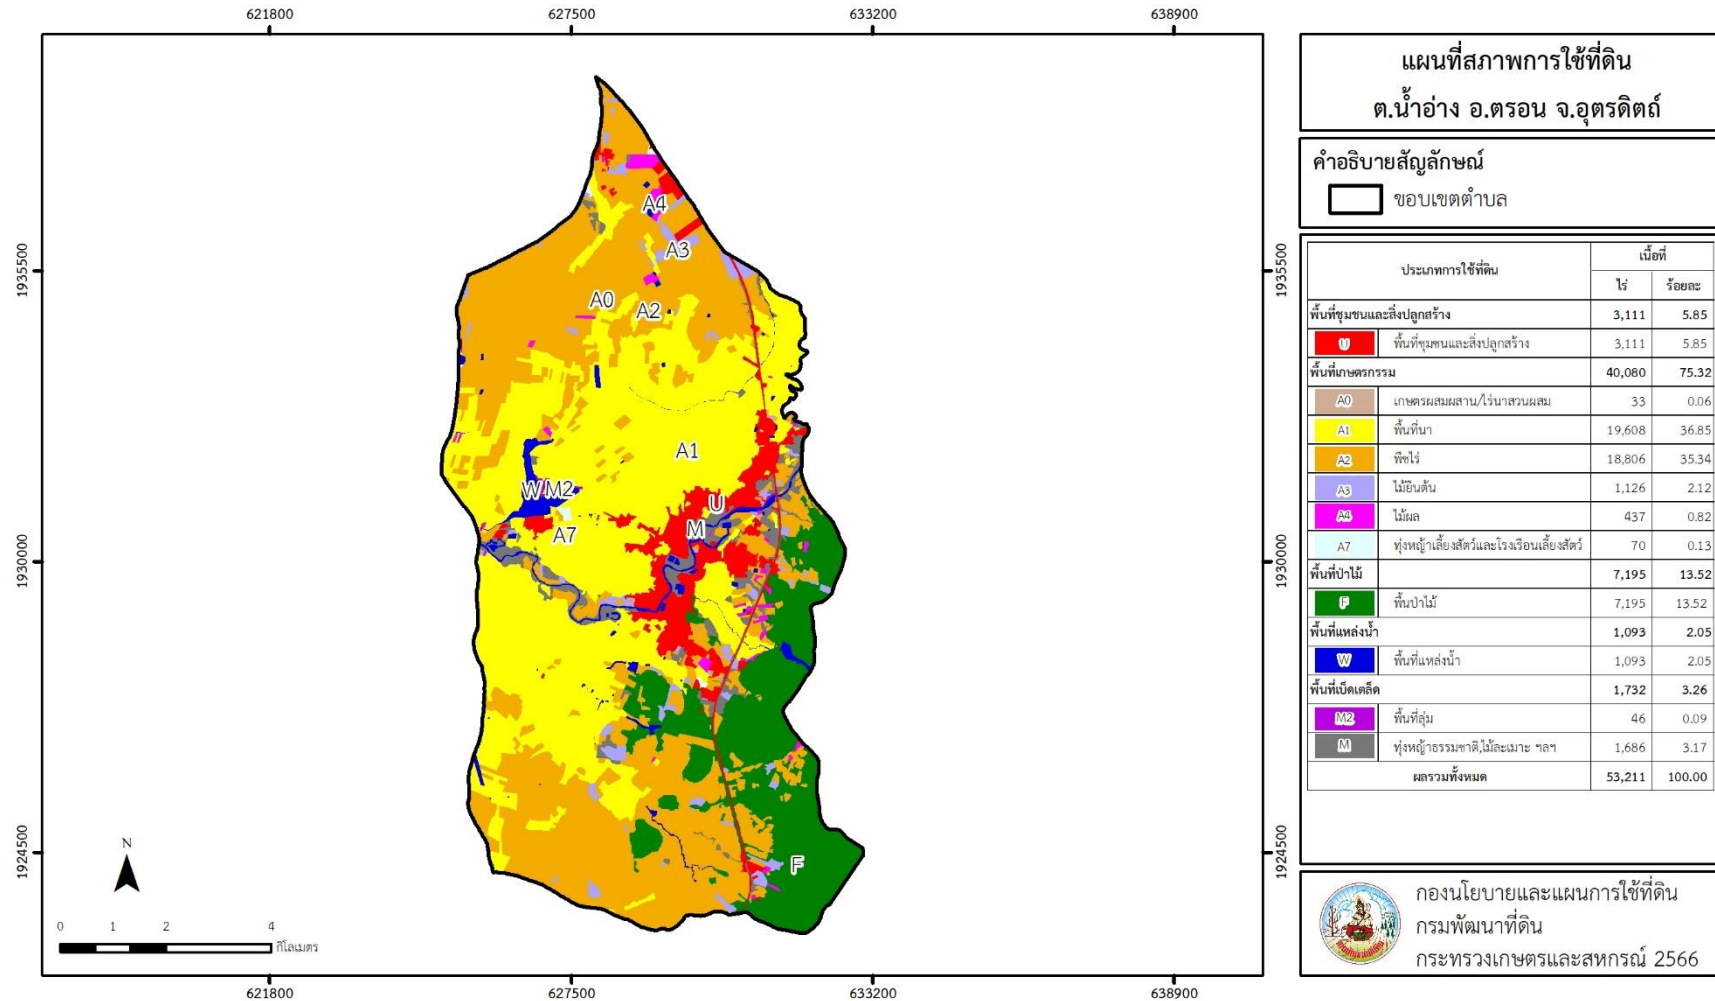 621800 627500 633200 638900
แผนที่สภาพการใช้ที่ดิน
ต.น้ำอ่าง อ.ตรอน จ.อุตรดิตถ์
คำอธิบายสัญลักษณ์
ขอบเขตตำบล
ประเภทการใช้ที่ดิน เนื้อที่
ไร่ ร้อยละ
พื้นที่ชุมชนและสิ่งปลูกสร้าง 3,111 5.85
U พื้นที่ชุมชนและสิ่งปลูกสร้าง 3,111 5.85
พื้นที่เกษตรกรรม 40,080 75.32
A0 เกษตรผสมผสาน/ไร่นาสวนผสม 33 0.06
A1 พื้นที่นา 19,608 36.85
A2 พืชไร่ 18,806 35.34
A3 ไม้ยืนต้น 1,126 2.12
A4 ไม้ผล 437 0.82
A7 ทุ่งหญ้าเลี้ยงสัตว์และโรงเรือนเลี้ยงสัตว์ 70 0.13
พื้นที่ป่าไม้ 7,195 13.52
F พื้นป่าไม้ 7,195 13.52
พื้นที่แหล่งน้ำ 1,093 2.05
W พื้นที่แหล่งน้ำ 1,093 2.05
พื้นที่เบ็ดเตล็ด 1,732 3.26
M2 พื้นที่ลุ่ม 46 0.09
M ทุ่งหญ้าธรรมชาติ,ไม้ละเมาะ ฯลฯ 1,686 3.17
ผลรวมทั้งหมด 53,211 100.00
กองนโยบายและแผนการใช้ที่ดิน
กรมพัฒนาที่ดิน
กระทรวงเกษตรและสหกรณ์ 2566
A4
A3
A0
A2
A1
W M2
U
M
A7
F
1935500 1935500
1930000 1930000
1924500 1924500
N
0 1 2 4
กิโลเมตร
621800 627500 633200 638900